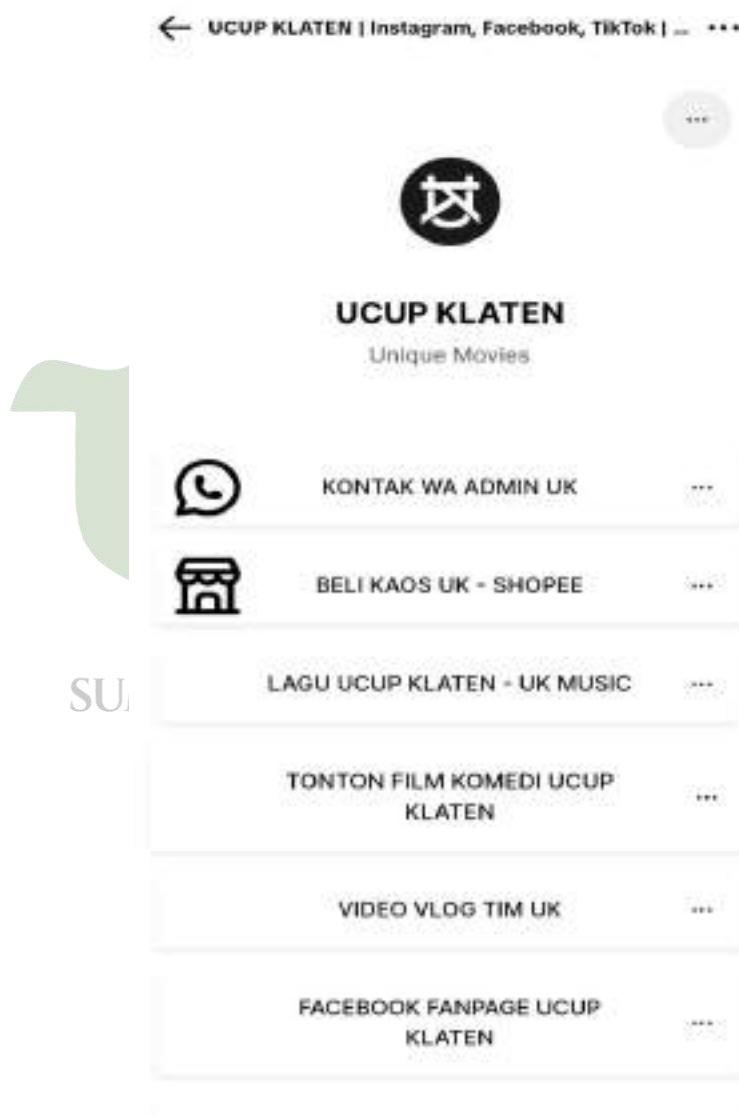 UCUP KLATEN | Instagram, Facebook, TikTok | ...
UCUP KLATEN
Unique Movies
KONTAK WA ADMIN UK
BELI KAOS UK - SHOPEE
SU
LAGU UCUP KLATEN - UK MUSIC
TONTON FILM KOMEDI UCUP
KLATEN
VIDEO VLOG TIM UK
FACEBOOK FANPAGE UCUP
KLATEN